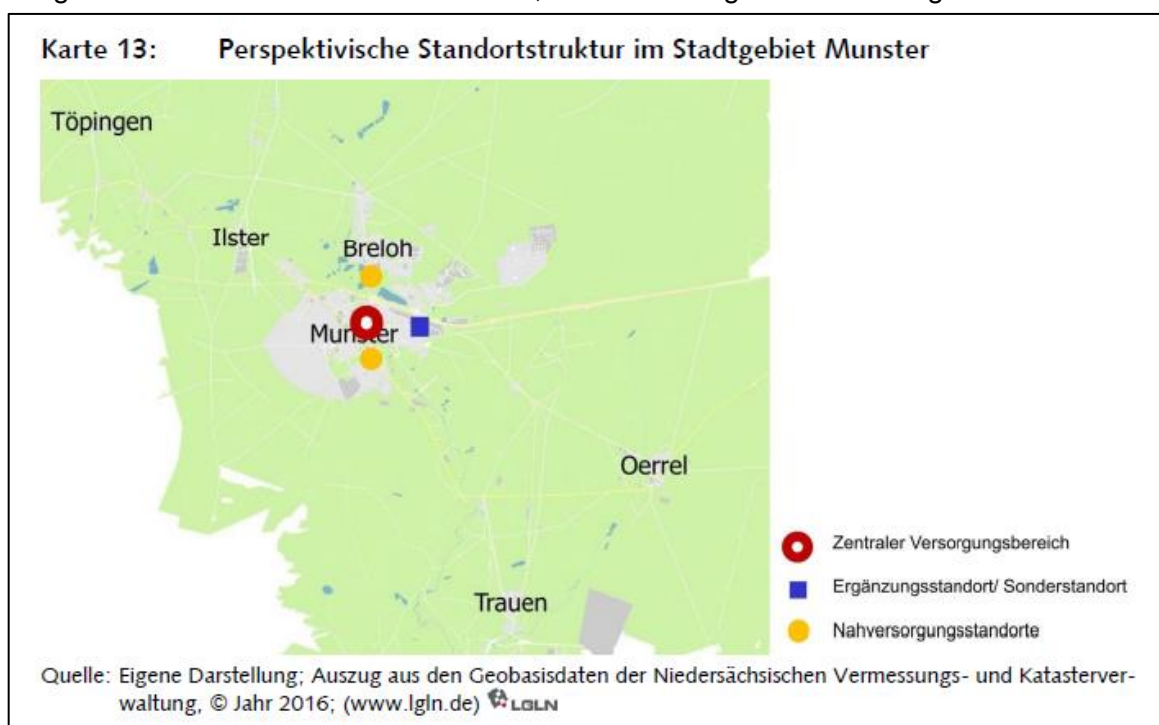 Karte 13: Perspektivische Standortstruktur im Stadtgebiet Munster
Töpingen
Ilster
Breloh
Munster
Oerrel
Trauen
Zentraler Versorgungsbereich
Ergänzungsstandort/ Sonderstandort
Nahversorgungsstandorte
Quelle: Eigene Darstellung; Auszug aus den Geobasisdaten der Niedersächsischen Vermessungs- und Katasterver-
waltung, © Jahr 2016; (www.lgln.de) LGLN